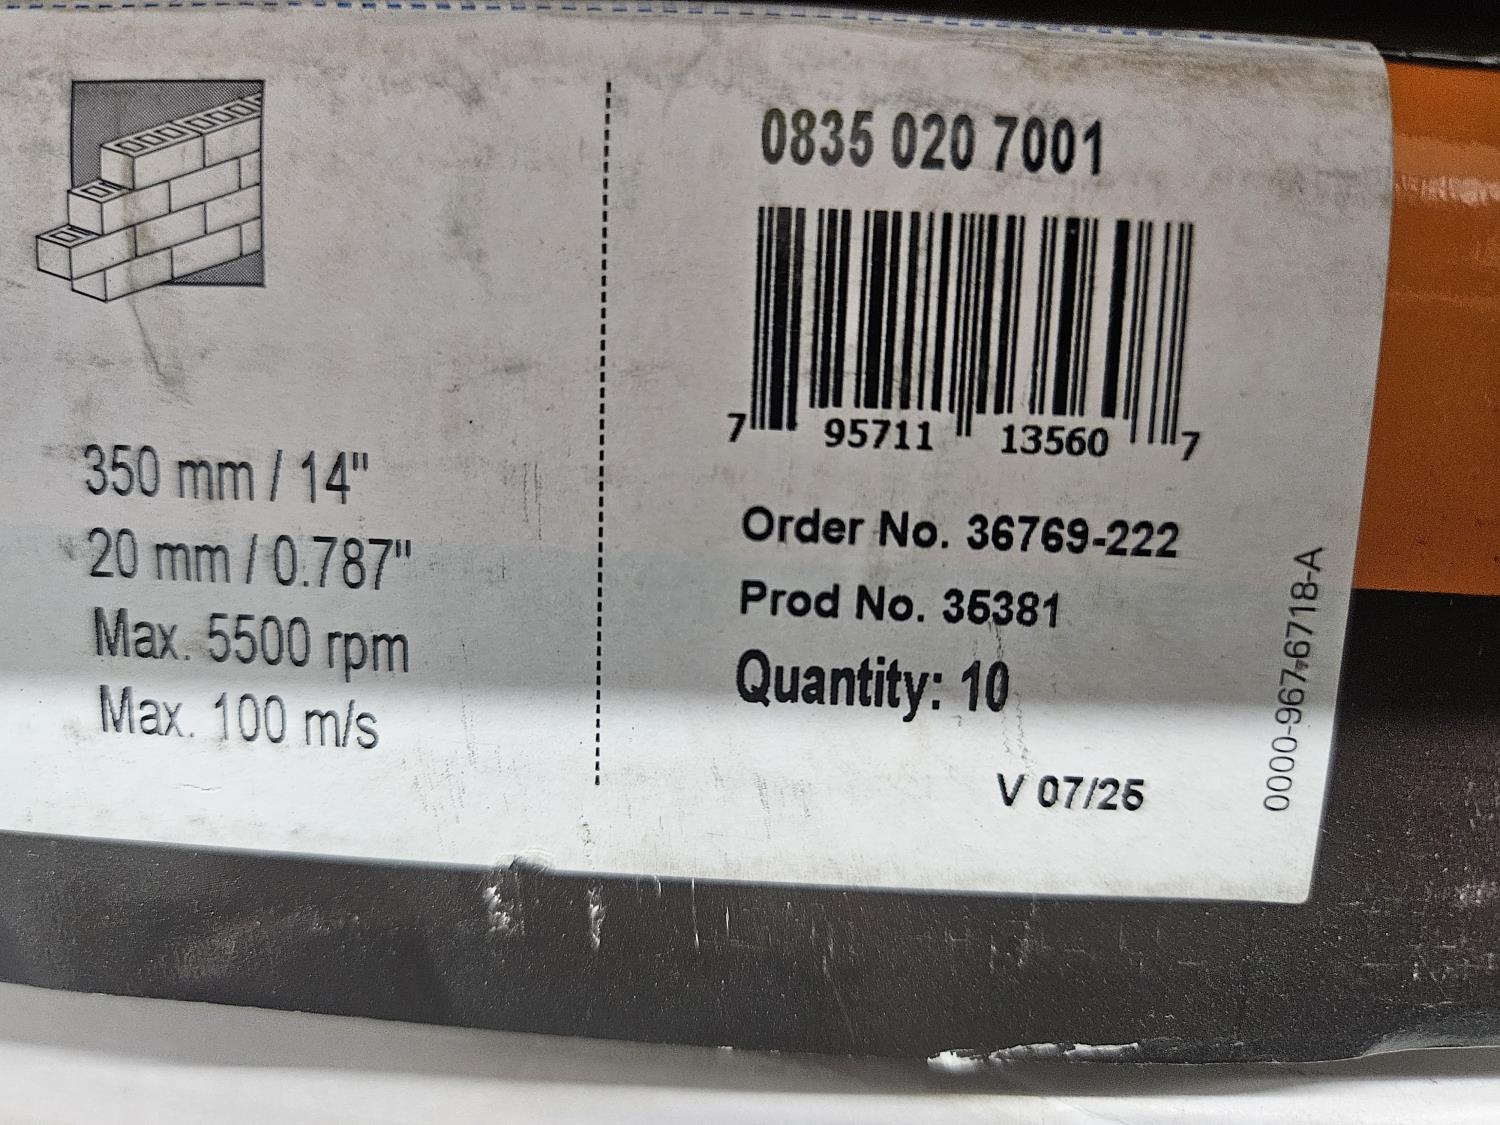 350 mm / 14"
20 mm / 0.787"
Max. 5500 rpm
Max. 100 m/s
0835 020 7001
7 95711 13560 7
Order No. 36769-222
Prod No. 35381
Quantity: 10
V 07/25
0000-967-6718-A